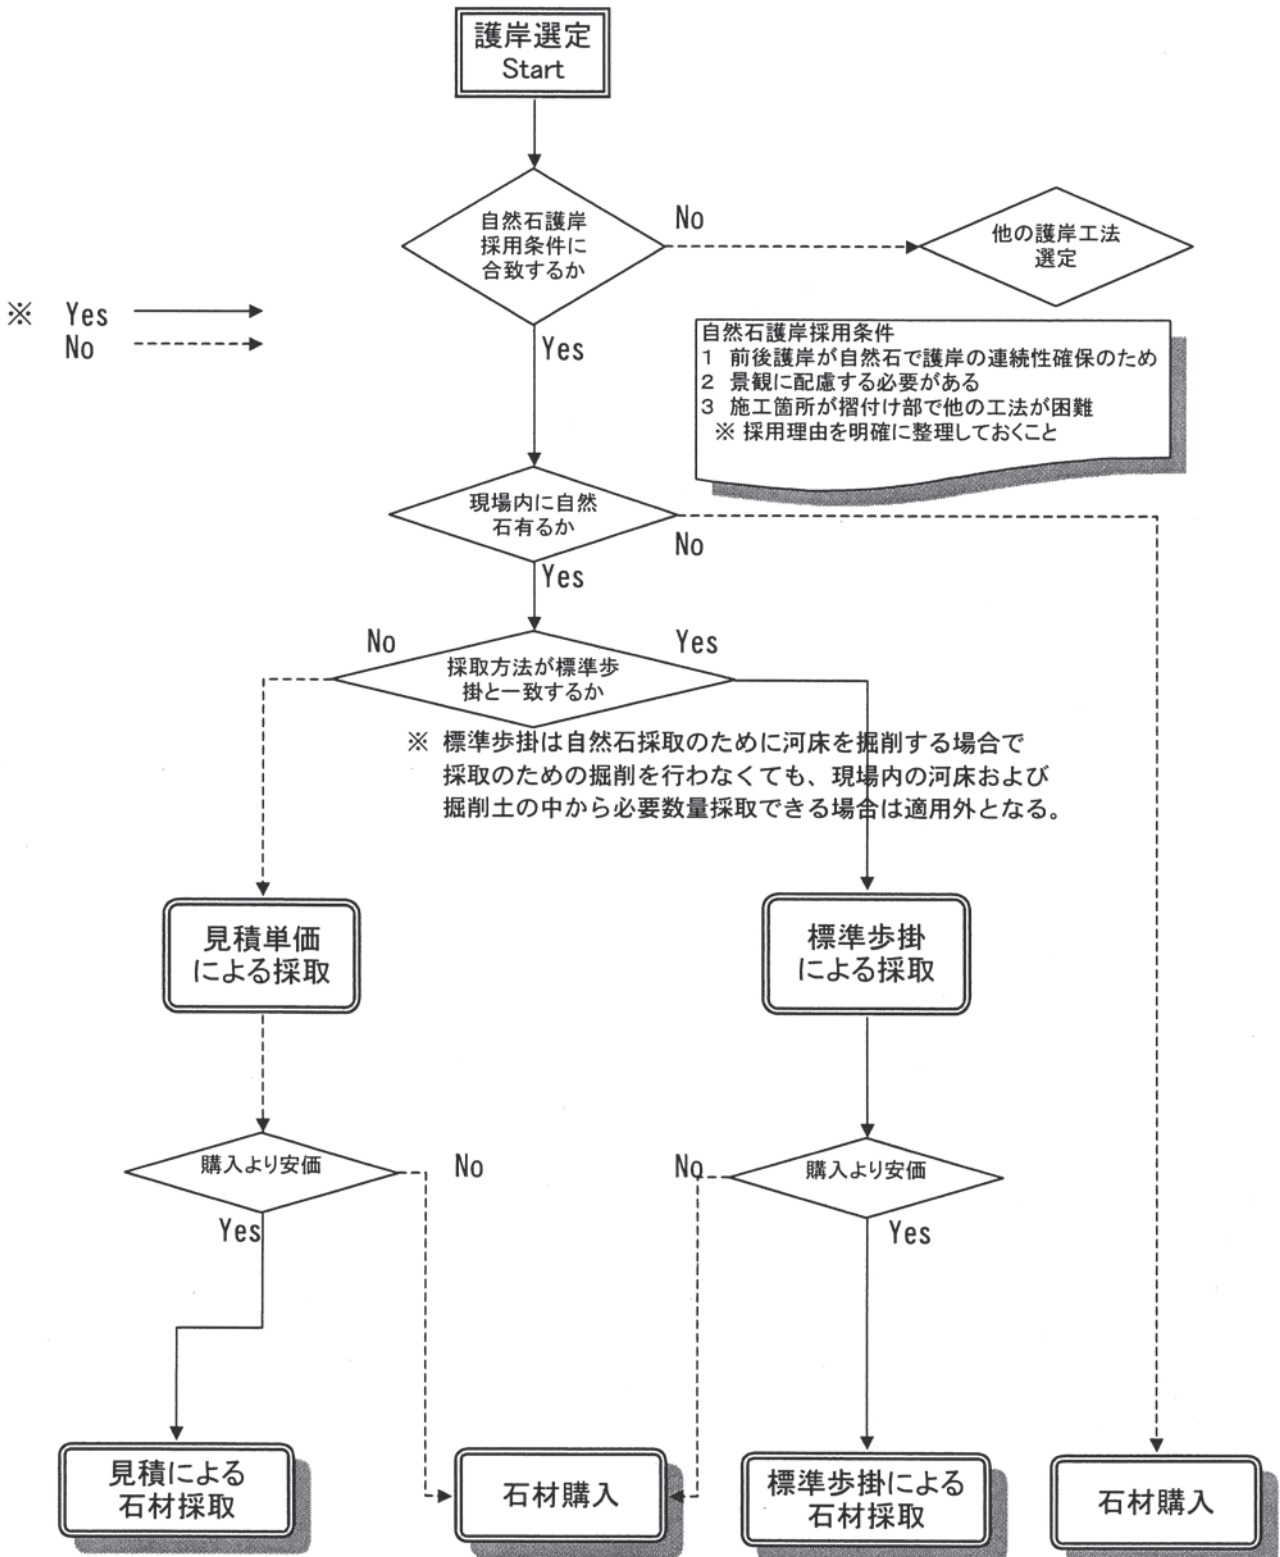 護岸選定
Start
自然石護岸
採用条件に
合致するか
No
他の護岸工法
選定
※ Yes
No
Yes
自然石護岸採用条件
1 前後護岸が自然石で護岸の連続性確保のため
2 景観に配慮する必要がある
3 施工箇所が摺付け部で他の工法が困難
※ 採用理由を明確に整理しておくこと
現場内に自然
石有るか
No
Yes
No
Yes
採取方法が標準歩
掛と一致するか
※ 標準歩掛は自然石採取のために河床を掘削する場合で
採取のための掘削を行わなくても、現場内の河床および
掘削土の中から必要数量採取できる場合は適用外となる。
見積単価
による採取
標準歩掛
による採取
購入より安価
No
Yes
No
購入より安価
Yes
見積による
石材採取
石材購入
標準歩掛による
石材採取
石材購入